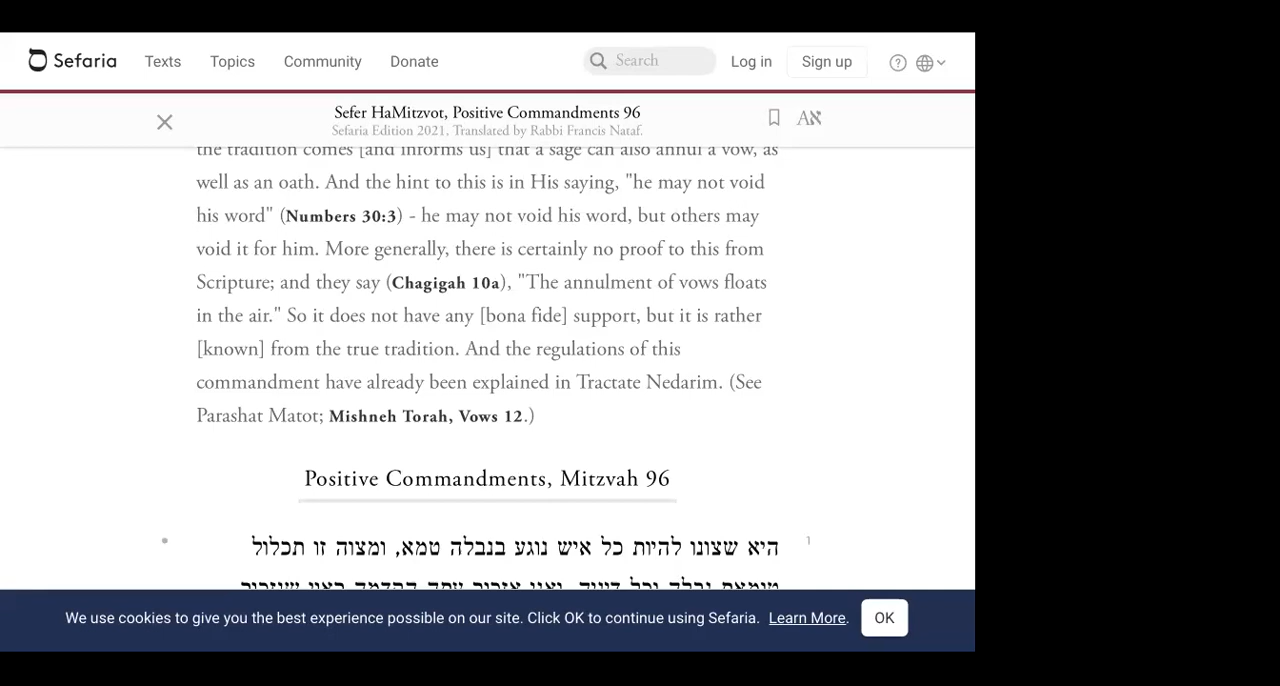 Sefaria Texts Topics Community Donate Search Log in Sign up
Sefer HaMitzvot, Positive Commandments 96
Sefaria Edition 2021, Translated by Rabbi Francis Nataf.
the tradition comes [and informs us] that a sage can also annul a vow, as
well as an oath. And the hint to this is in His saying, "he may not void
his word" (Numbers 30:3) - he may not void his word, but others may
void it for him. More generally, there is certainly no proof to this from
Scripture; and they say (Chagigah 10a), "The annulment of vows floats
in the air." So it does not have any [bona fide] support, but it is rather
[known] from the true tradition. And the regulations of this
commandment have already been explained in Tractate Nedarim. (See
Parashat Matot; Mishneh Torah, Vows 12.)
Positive Commandments, Mitzvah 96
היא שצונו להיות כל איש נוגע בנבלה טמא, ומצוה זו תכלול 1
We use cookies to give you the best experience possible on our site. Click OK to continue using Sefaria. Learn More. OK